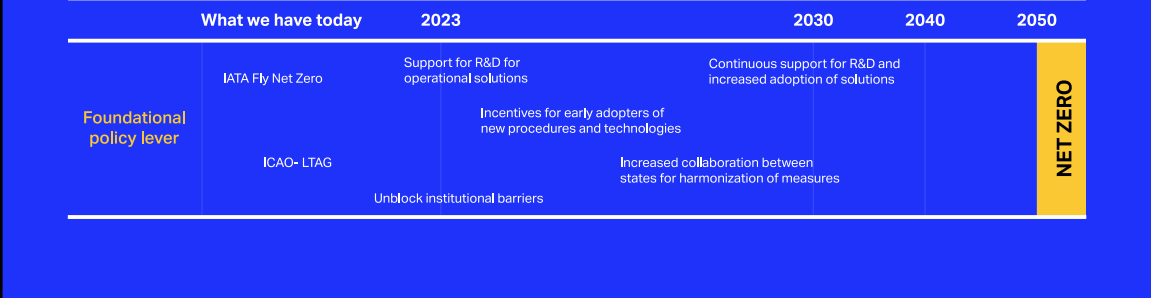 What we have today 2023 2030 2040 2050
Foundational
policy lever
IATA Fly Net Zero
Support for R&D for
operational solutions
Continuous support for R&D and
increased adoption of solutions
Incentives for early adopters of
new procedures and technologies
ICAO- LTAG
Increased collaboration between
states for harmonization of measures
Unblock institutional barriers
NET ZERO